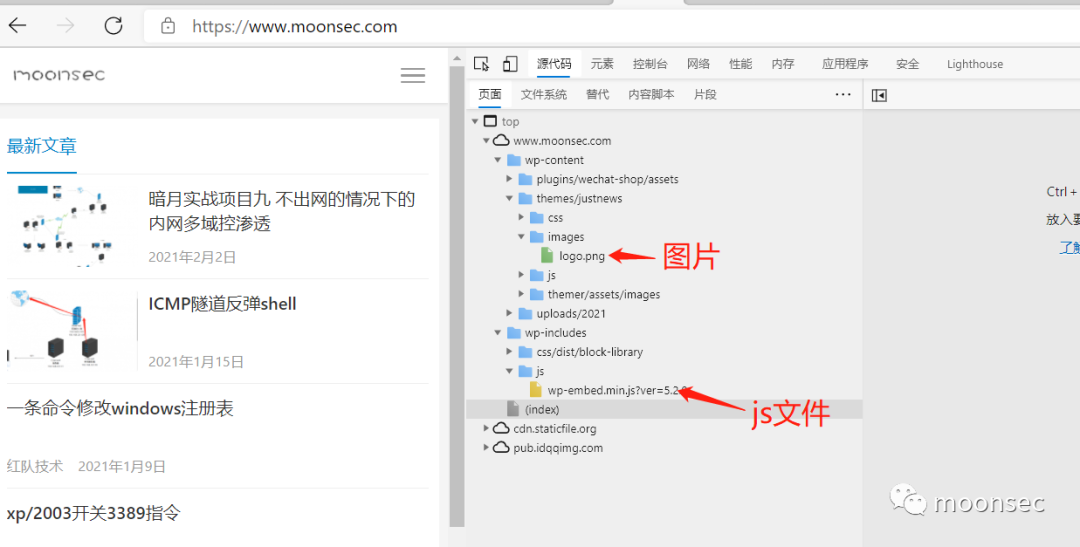 https://www.moonsec.com
moonsec
最新文章
暗月实战项目九 不出网的情况下的
内网多域控渗透
2021年2月2日
ICMP隧道反弹shell
2021年1月15日
一条命令修改windows注册表
红队技术 2021年1月9日
xp/2003开关3389指令
源代码 元素 控制台 网络 性能 内存 应用程序 安全 Lighthouse
页面 文件系统 替代 内容脚本 片段
top
www.moonsec.com
wp-content
plugins/wechat-shop/assets
themes/justnews
css
images
logo.png
图片
js
themer/assets/images
uploads/2021
wp-includes
css/dist/block-library
js
wp-embed.min.js?ver=5.2
js文件
(index)
cdn.staticfile.org
pub.idqqimg.com
Ctrl +
放入要
了解
moonsec